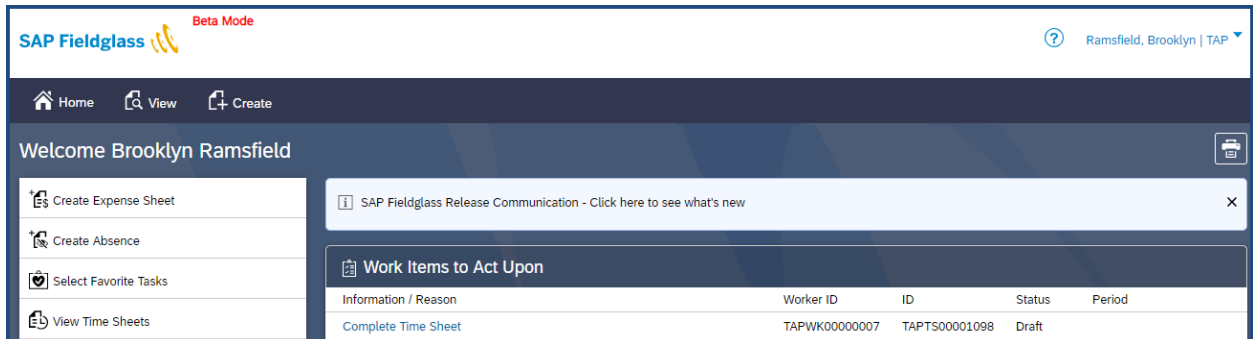 Beta Mode
SAP Fieldglass
? Ramsfield, Brooklyn | TAP
Home View Create
Welcome Brooklyn Ramsfield
Create Expense Sheet
Create Absence
Select Favorite Tasks
View Time Sheets
i SAP Fieldglass Release Communication - Click here to see what's new
Work Items to Act Upon
Information / Reason Worker ID ID Status Period
Complete Time Sheet TAPWK00000007 TAPTS00001098 Draft